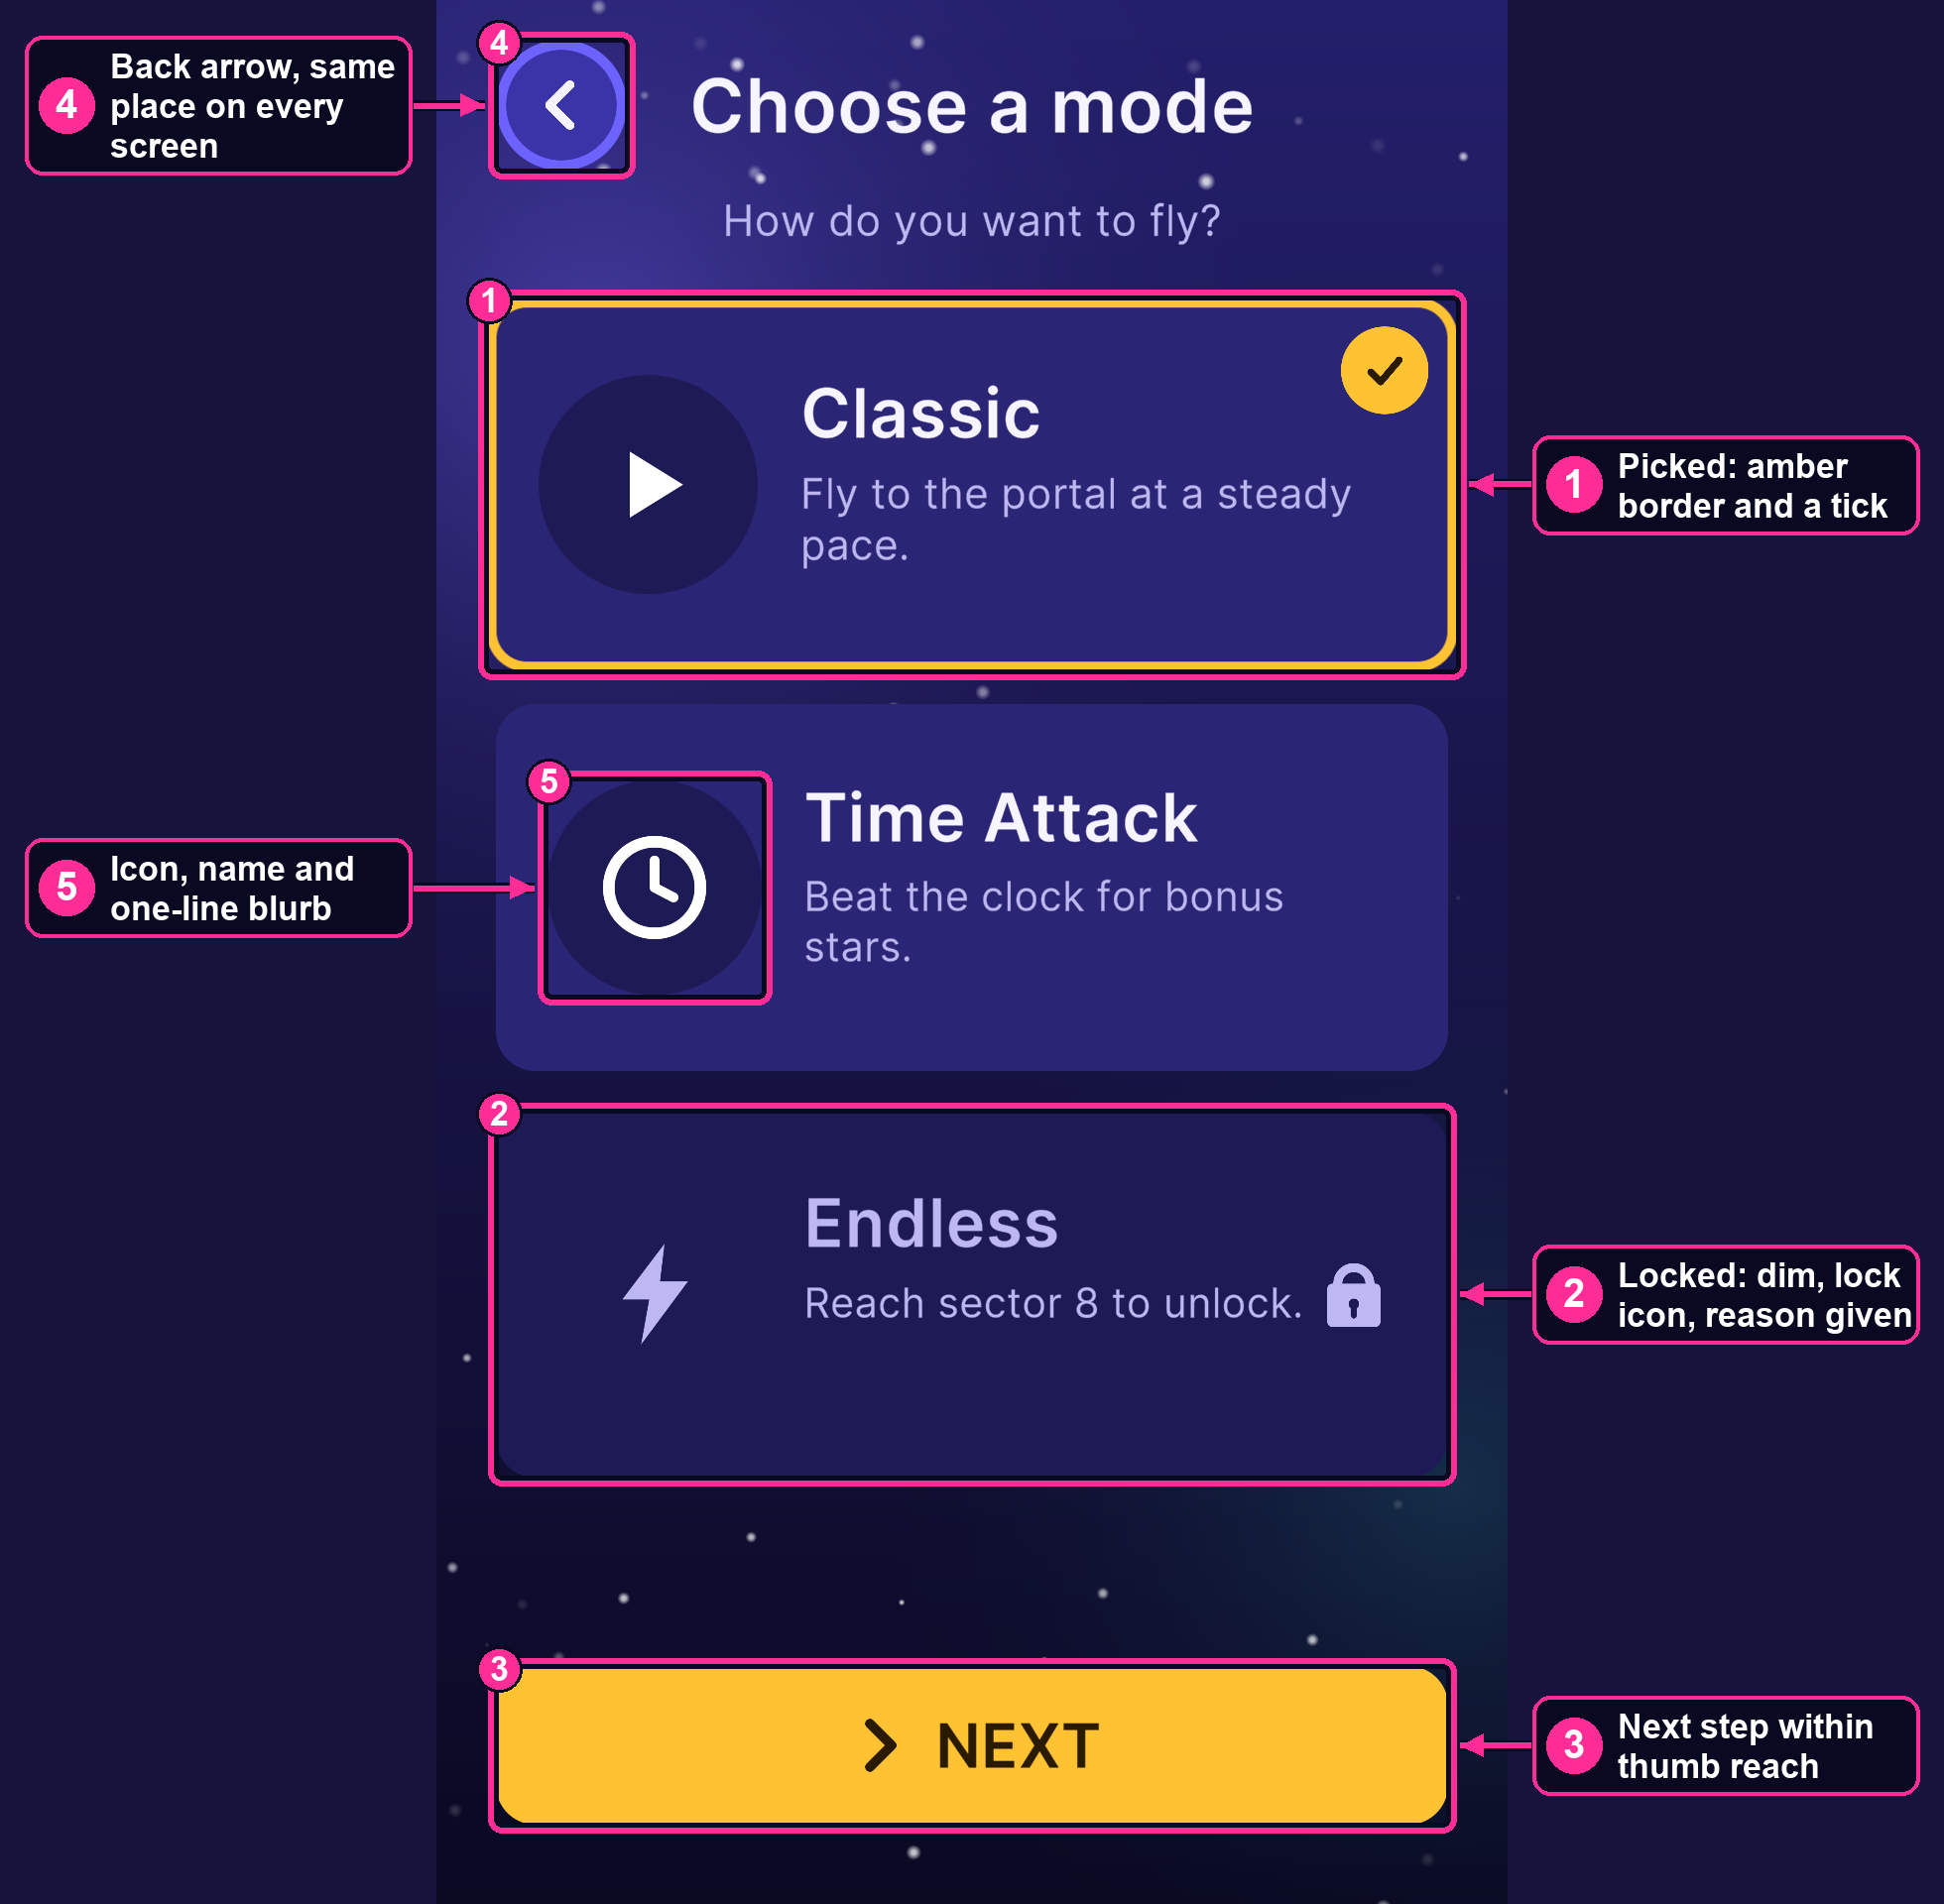 4
Back arrow, same
place on every
screen
4
Choose a mode
How do you want to fly?
1
Classic
Fly to the portal at a steady
pace.
1
Picked: amber
border and a tick
5
Time Attack
Beat the clock for bonus
stars.
5
Icon, name and
one-line blurb
2
Endless
Reach sector 8 to unlock.
2
Locked: dim, lock
icon, reason given
3
NEXT
3
Next step within
thumb reach